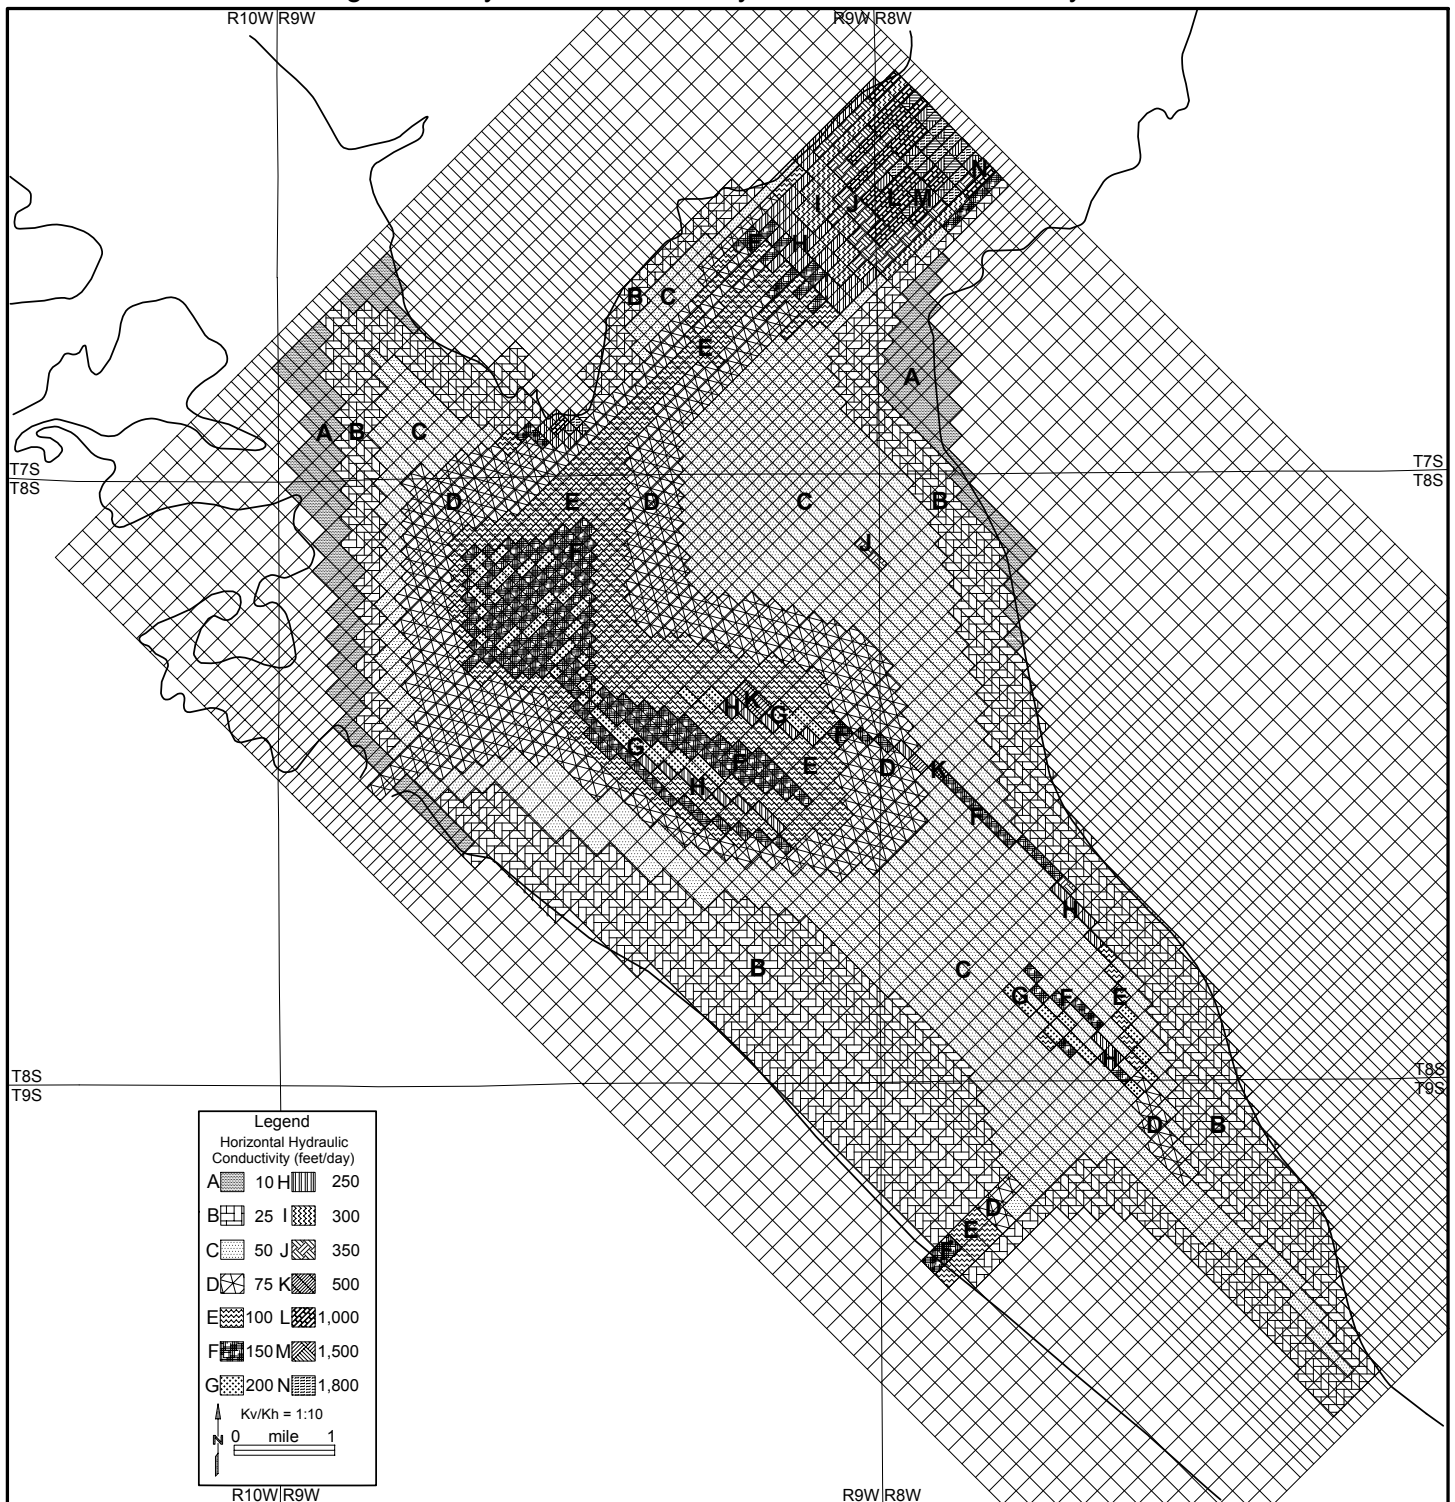 R10W R9W
R9W R8W
N
I J L M
F H
B C
E
A
A B C
T7S
T8S
T7S
T8S
D E D C B
F
J
K
H G
F
G
E D K
F
H
F
H
B C
G F E
H
T8S
T9S
T8S
T9S
D B
D
E
F
Legend
Horizontal Hydraulic
Conductivity (feet/day)
A 10 H 250
B 25 I 300
C 50 J 350
D 75 K 500
E 100 L 1,000
F 150 M 1,500
G 200 N 1,800
Kv/Kh = 1:10
0 mile 1
N
R10W R9W
R9W R8W